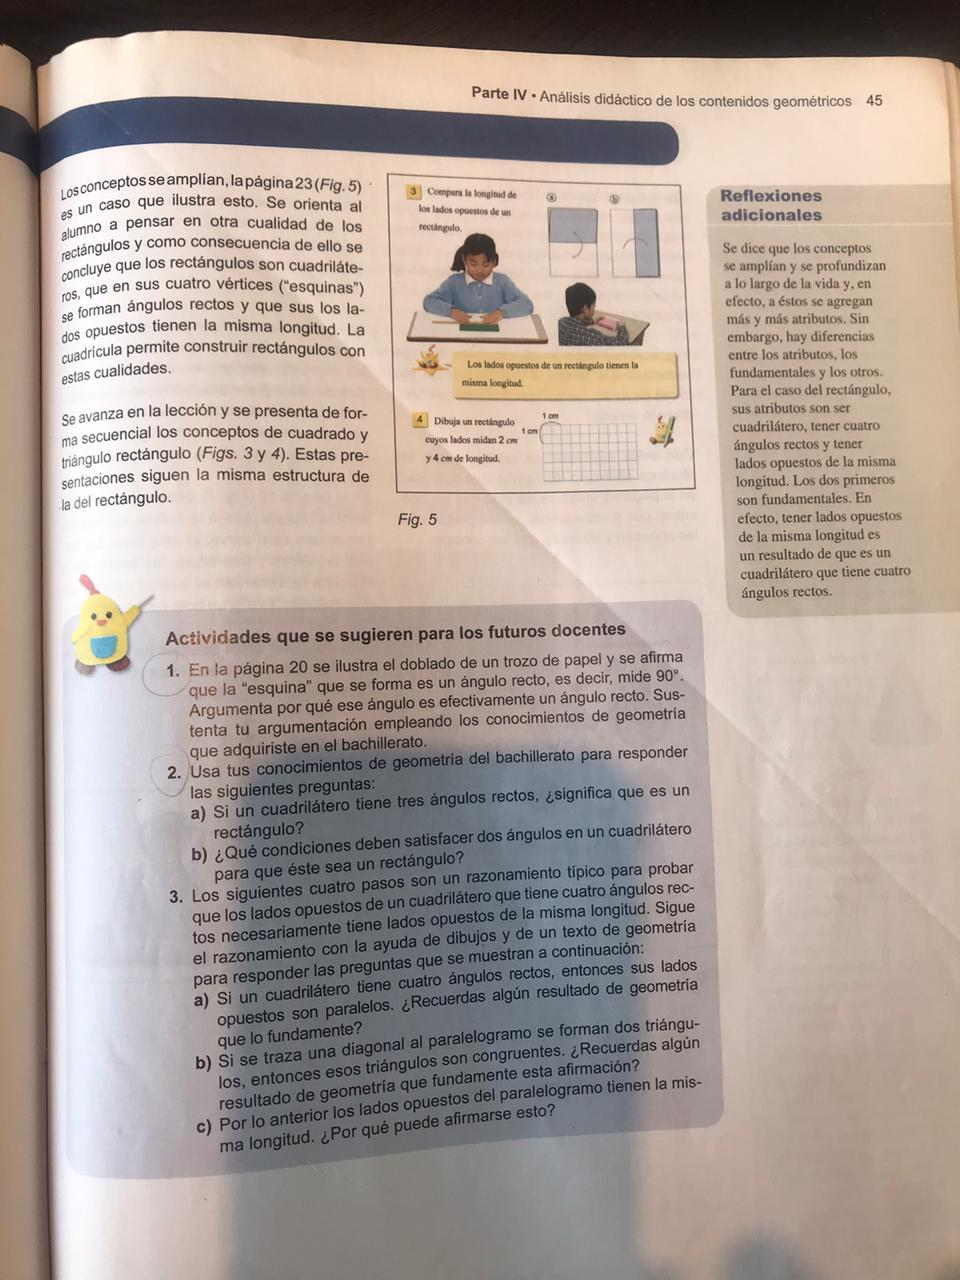 Parte IV • Análisis didáctico de los contenidos geométricos 45
Los conceptos se amplían, la página 23 (Fig. 5)
es un caso que ilustra esto. Se orienta al
alumno a pensar en otra cualidad de los
rectángulos y como consecuencia de ello se
concluye que los rectángulos son cuadriláte-
ros, que en sus cuatro vértices (“esquinas”)
se forman ángulos rectos y que sus los la-
dos opuestos tienen la misma longitud. La
cuadrícula permite construir rectángulos con
estas cualidades.
Se avanza en la lección y se presenta de for-
ma secuencial los conceptos de cuadrado y
triángulo rectángulo (Figs. 3 y 4). Estas pre-
sentaciones siguen la misma estructura de
la del rectángulo.
3 Compara la longitud de
los lados opuestos de un
rectángulo.
a
b
Los lados opuestos de un rectángulo tienen la
misma longitud.
4 Dibuja un rectángulo
cuyos lados midan 2 cm
y 4 cm de longitud.
1 cm
1 cm
Fig. 5
Reflexiones
adicionales
Se dice que los conceptos
se amplían y se profundizan
a lo largo de la vida y, en
efecto, a éstos se agregan
más y más atributos. Sin
embargo, hay diferencias
entre los atributos, los
fundamentales y los otros.
Para el caso del rectángulo,
sus atributos son ser
cuadrilátero, tener cuatro
ángulos rectos y tener
lados opuestos de la misma
longitud. Los dos primeros
son fundamentales. En
efecto, tener lados opuestos
de la misma longitud es
un resultado de que es un
cuadrilátero que tiene cuatro
ángulos rectos.
Actividades que se sugieren para los futuros docentes
1. En la página 20 se ilustra el doblado de un trozo de papel y se afirma
que la “esquina” que se forma es un ángulo recto, es decir, mide 90°.
Argumenta por qué ese ángulo es efectivamente un ángulo recto. Sus-
tenta tu argumentación empleando los conocimientos de geometría
que adquiriste en el bachillerato.
2. Usa tus conocimientos de geometría del bachillerato para responder
las siguientes preguntas:
a) Si un cuadrilátero tiene tres ángulos rectos, ¿significa que es un
rectángulo?
b) ¿Qué condiciones deben satisfacer dos ángulos en un cuadrilátero
para que éste sea un rectángulo?
3. Los siguientes cuatro pasos son un razonamiento típico para probar
que los lados opuestos de un cuadrilátero que tiene cuatro ángulos rec-
tos necesariamente tiene lados opuestos de la misma longitud. Sigue
el razonamiento con la ayuda de dibujos y de un texto de geometría
para responder las preguntas que se muestran a continuación:
a) Si un cuadrilátero tiene cuatro ángulos rectos, entonces sus lados
opuestos son paralelos. ¿Recuerdas algún resultado de geometría
que lo fundamente?
b) Si se traza una diagonal al paralelogramo se forman dos triángu-
los, entonces esos triángulos son congruentes. ¿Recuerdas algún
resultado de geometría que fundamente esta afirmación?
c) Por lo anterior los lados opuestos del paralelogramo tienen la mis-
ma longitud. ¿Por qué puede afirmarse esto?